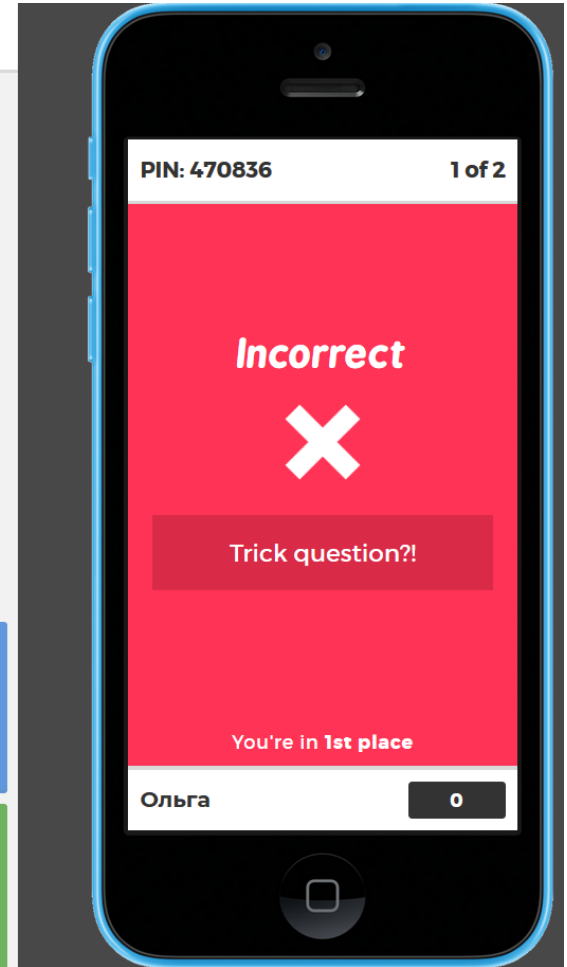 PIN: 470836 1 of 2
Incorrect
Trick question?!
You're in 1st place
Ольга 0